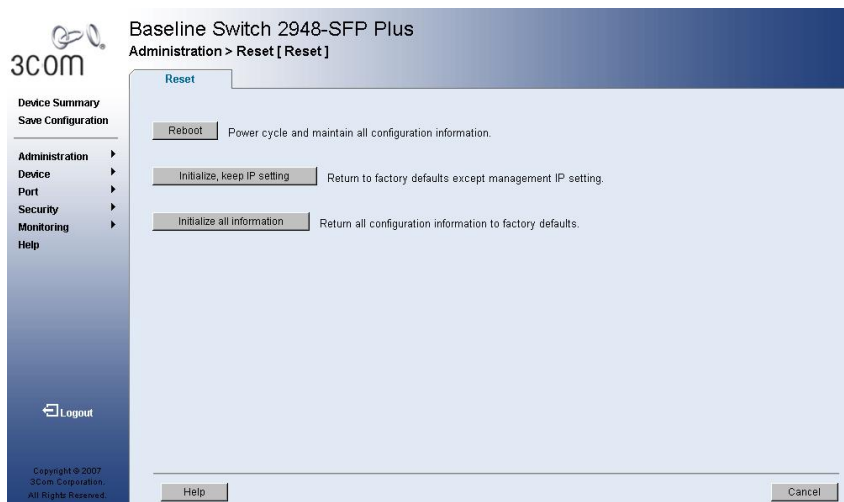 3COM
Baseline Switch 2948-SFP Plus
Administration > Reset [ Reset ]
Reset
Device Summary
Save Configuration
Administration
Device
Port
Security
Monitoring
Help
Reboot Power cycle and maintain all configuration information.
Initialize, keep IP setting Return to factory defaults except management IP setting.
Initialize all information Return all configuration information to factory defaults.
Logout
Copyright © 2007
3Com Corporation.
All Rights Reserved.
Help
Cancel